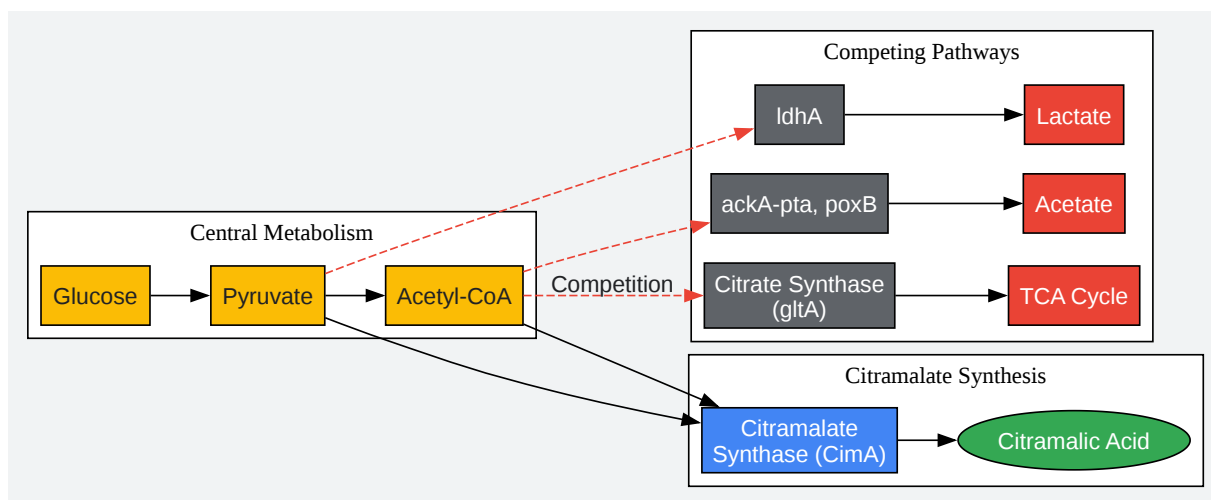 Competing Pathways
ldhA
Lactate
ackA-pta, poxB
Acetate
Central Metabolism
Glucose
Pyruvate
Acetyl-CoA
Competition
Citrate Synthase
(gltA)
TCA Cycle
Citramalate Synthesis
Citramalate
Synthase (CimA)
Citramalic Acid